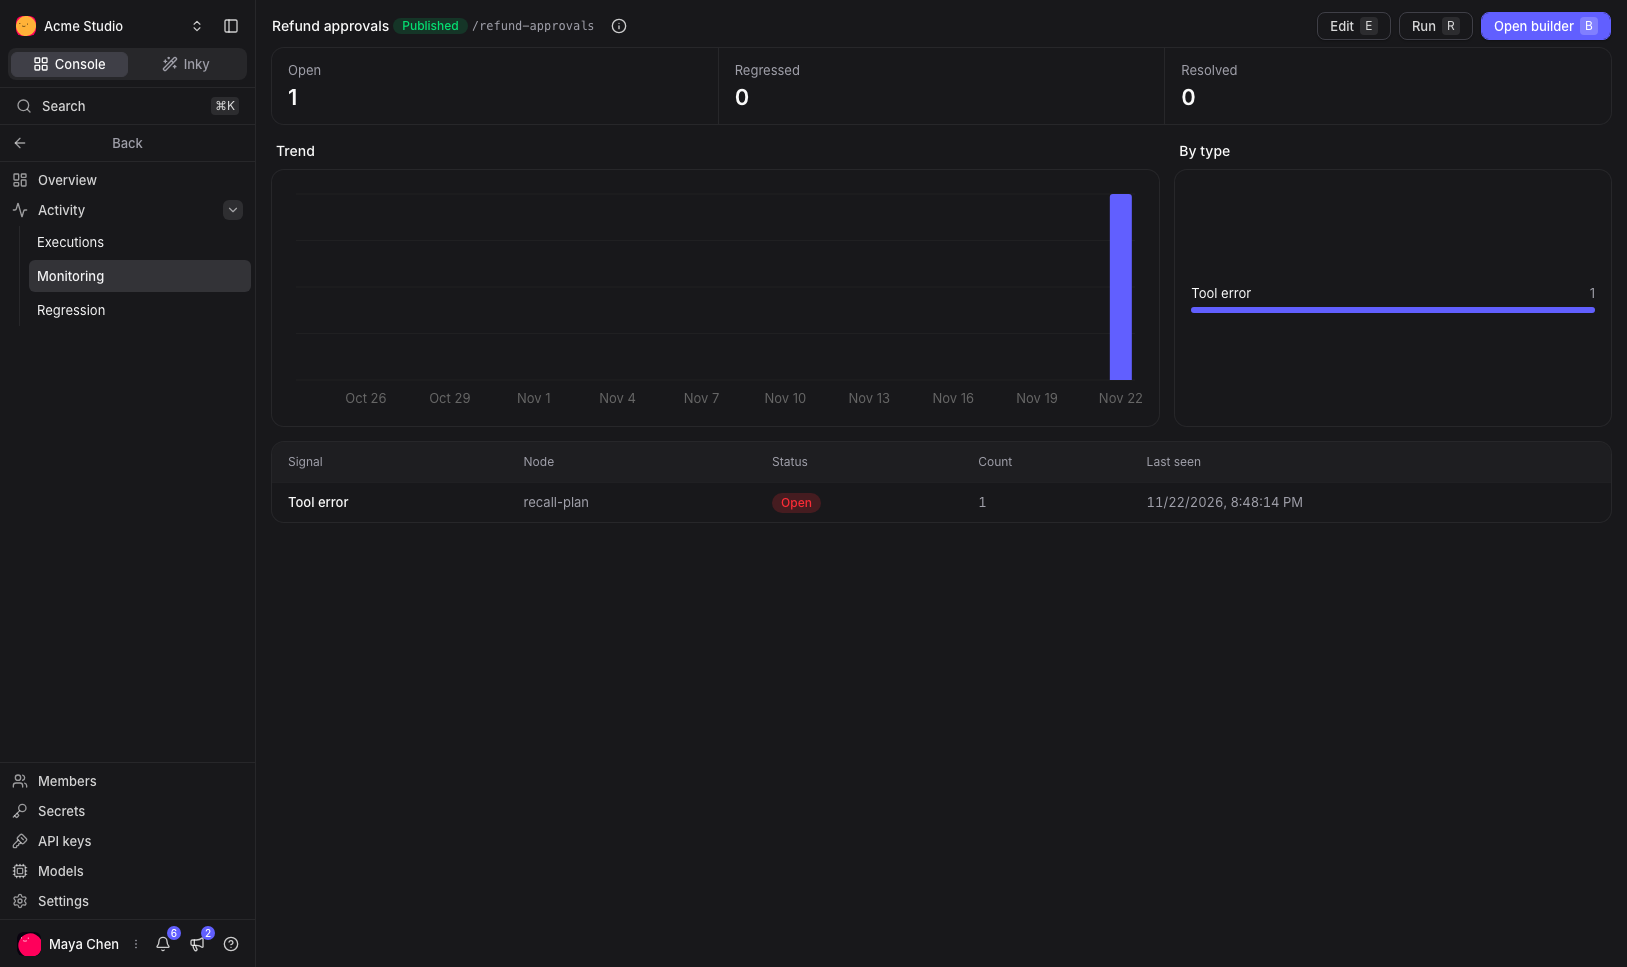 Acme Studio
Console
Inky
Search
⌘K
Back
Overview
Activity
Executions
Monitoring
Regression
Members
Secrets
API keys
Models
Settings
Maya Chen
6
2
Refund approvals
Published
/refund-approvals
Edit E
Run R
Open builder B
Open
1
Regressed
0
Resolved
0
Trend
Oct 26 Oct 29 Nov 1 Nov 4 Nov 7 Nov 10 Nov 13 Nov 16 Nov 19 Nov 22
By type
Tool error 1
Signal Node Status Count Last seen
Tool error recall-plan Open 1 11/22/2026, 8:48:14 PM